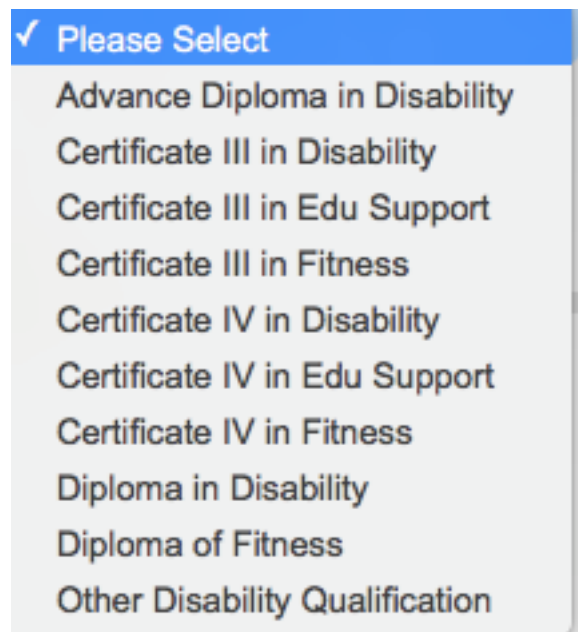 Please Select
Advance Diploma in Disability
Certificate III in Disability
Certificate III in Edu Support
Certificate III in Fitness
Certificate IV in Disability
Certificate IV in Edu Support
Certificate IV in Fitness
Diploma in Disability
Diploma of Fitness
Other Disability Qualification